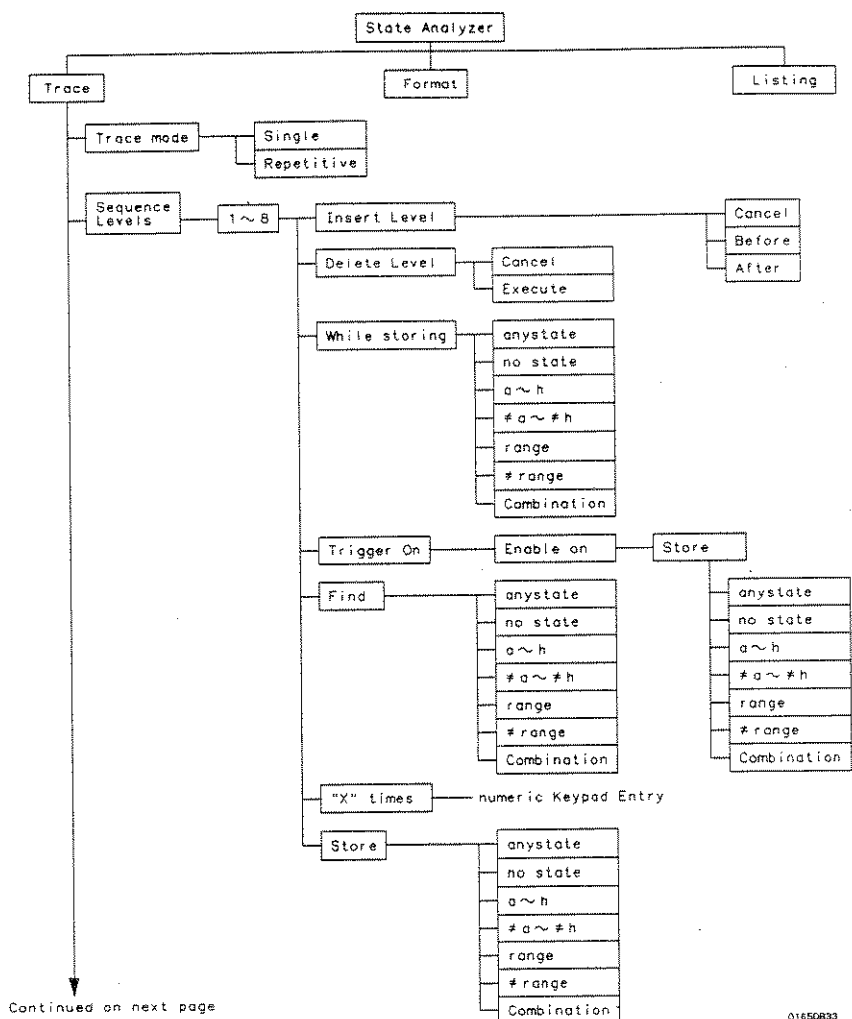 State Analyzer
Trace
Format
Listing
Trace mode
Single
Repetitive
Sequence
Levels
1~8
Insert Level
Cancel
Before
After
Delete Level
Cancel
Execute
While storing
anystate
no state
a~h
≠a~≠h
range
≠range
Combination
Trigger On
Enable on
Store
anystate
no state
a~h
≠a~≠h
range
≠range
Combination
Find
anystate
no state
a~h
≠a~≠h
range
≠range
Combination
"X" times
numeric Keypad Entry
Store
anystate
no state
a~h
≠a~≠h
range
≠range
Combination
Continued on next page
01650B33